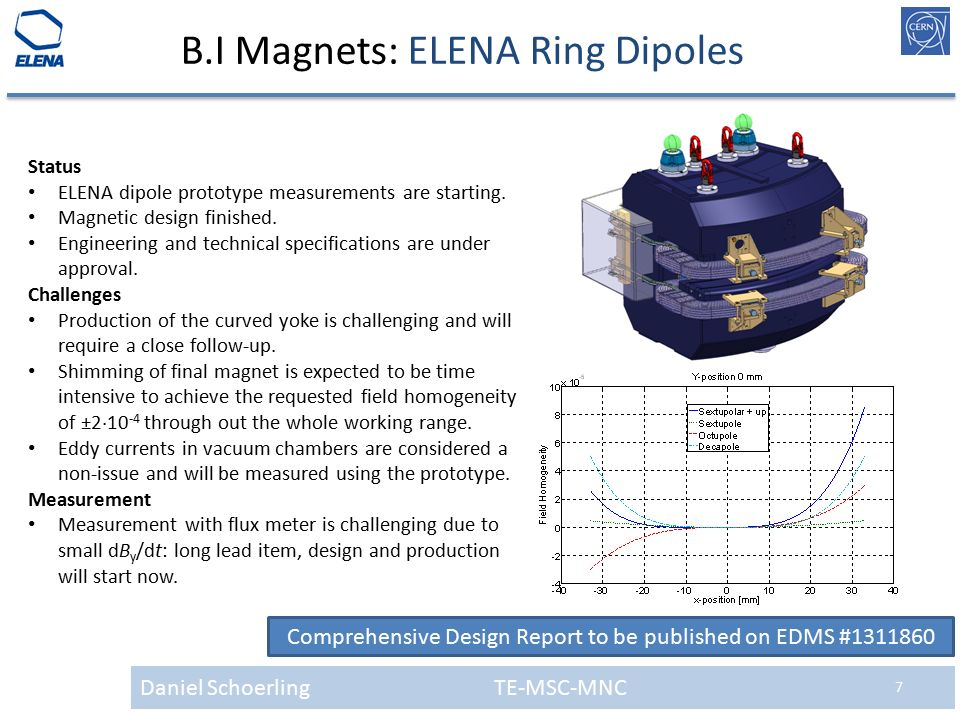 ELENA
CERN
B.I Magnets: ELENA Ring Dipoles
Status
• ELENA dipole prototype measurements are starting.
• Magnetic design finished.
• Engineering and technical specifications are under
approval.
Challenges
• Production of the curved yoke is challenging and will
require a close follow-up.
• Shimming of final magnet is expected to be time
intensive to achieve the requested field homogeneity
of ±2·10⁻⁴ through out the whole working range.
• Eddy currents in vacuum chambers are considered a
non-issue and will be measured using the prototype.
Measurement
• Measurement with flux meter is challenging due to
small dBy/dt: long lead item, design and production
will start now.
Y-position 0 mm
x 10
Sextupolar + up
Sextupole
Octupole
Decapole
Field Homogeneity
10
8
6
4
2
0
-2
-4
-40 -30 -20 -10 0 10 20 30 40
x-position [mm]
Comprehensive Design Report to be published on EDMS #1311860
Daniel Schoerling TE-MSC-MNC 7